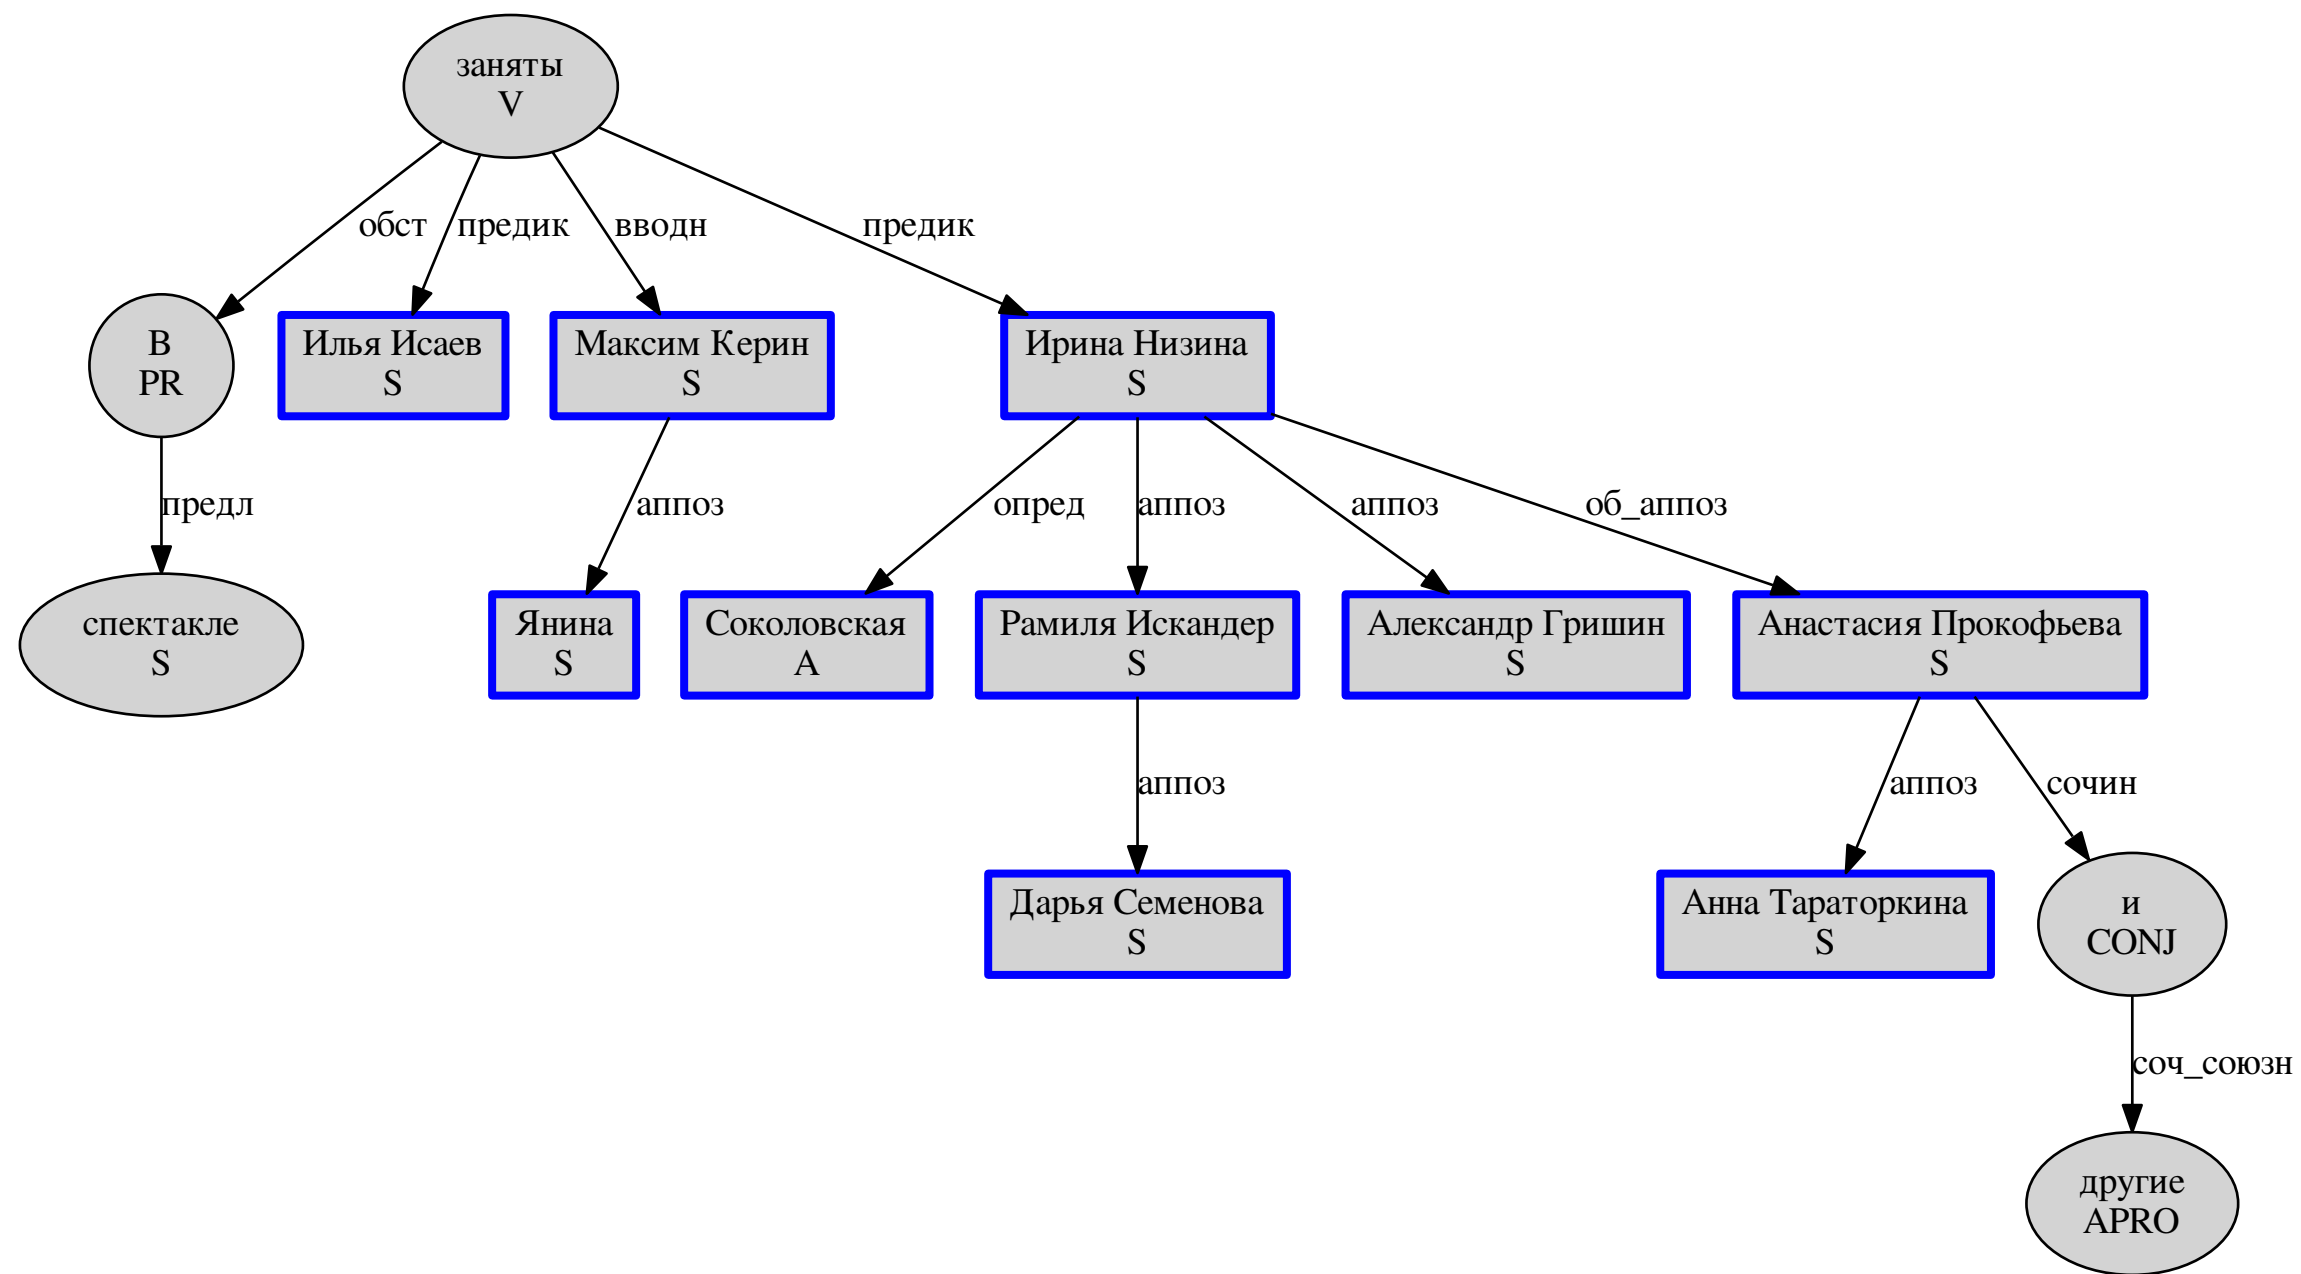 заняты
V
обст
предик
вводн
предик
В
PR
Илья Исаев
S
Максим Керин
S
Ирина Низина
S
предл
аппоз
опред
аппоз
аппоз
об_аппоз
спектакле
S
Янина
S
Соколовская
A
Рамиля Искандер
S
Александр Гришин
S
Анастасия Прокофьева
S
аппоз
аппоз
сочин
Дарья Семенова
S
Анна Тараторкина
S
и
CONJ
соч_союзн
другие
APRO